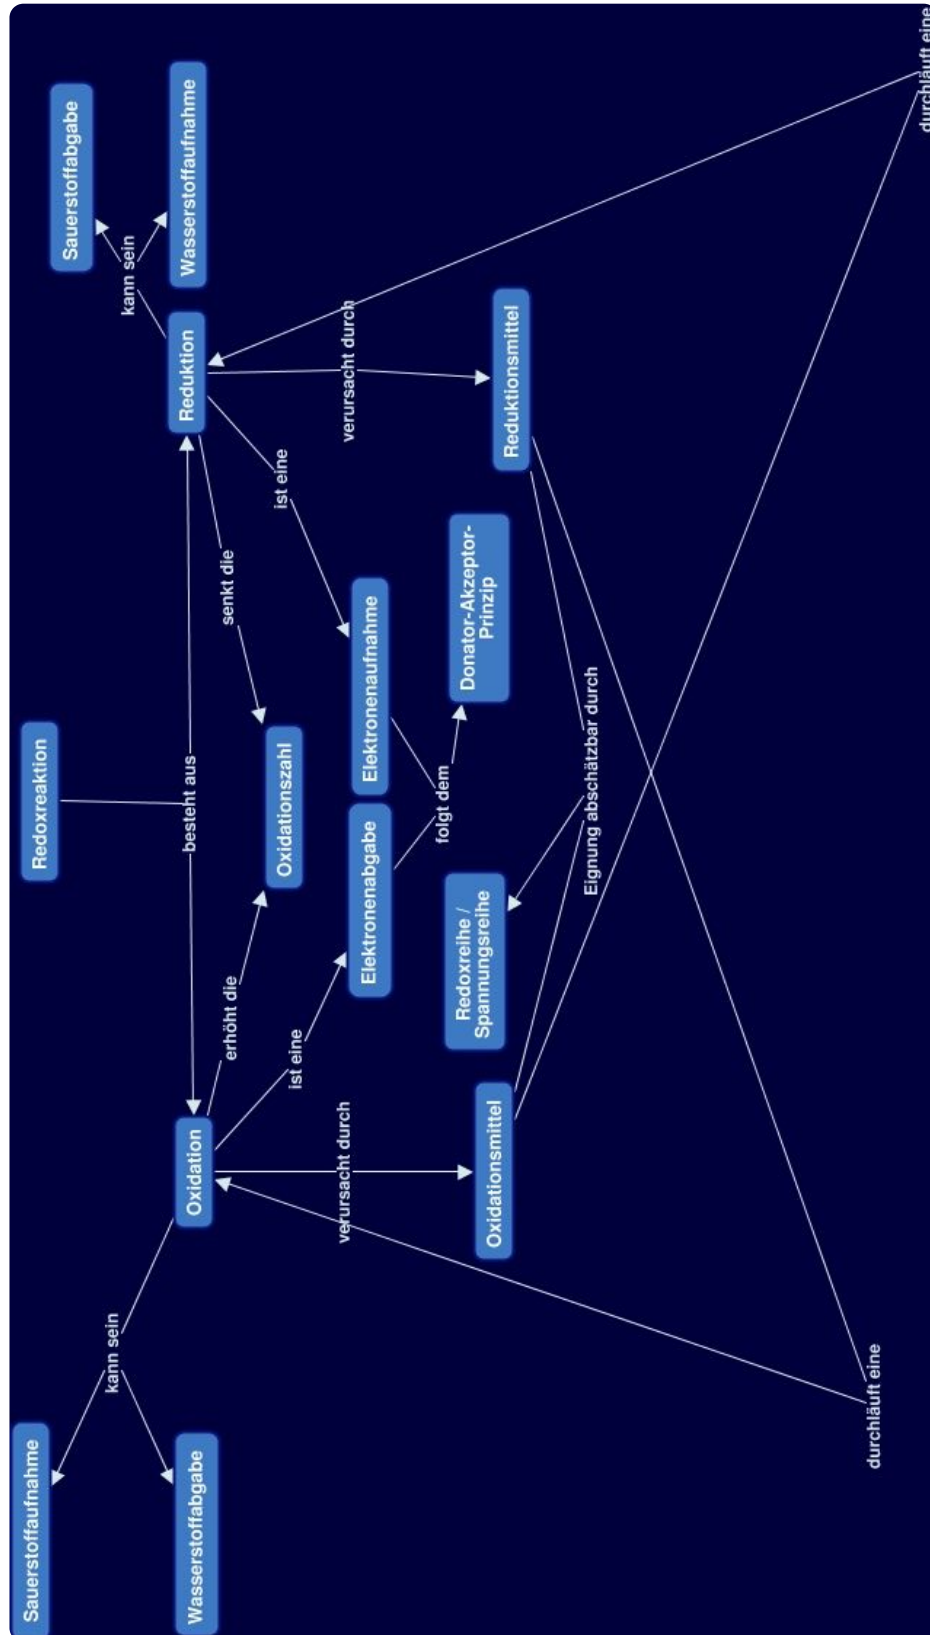 Redoxreaktion
Sauerstoffaufnahme
Sauerstoffabgabe
kann sein
kann sein
Wasserstoffabgabe
Oxidation
besteht aus
Reduktion
Wasserstoffaufnahme
erhöht die
senkt die
Oxidationszahl
ist eine
ist eine
verursacht durch
verursacht durch
Elektronenabgabe
Elektronenaufnahme
folgt dem
Oxidationsmittel
Redoxreihe /
Spannungsreihe
Donator-Akzeptor-
Prinzip
Reduktionsmittel
Eignung abschätzbar durch
durchläuft eine
durchläuft eine